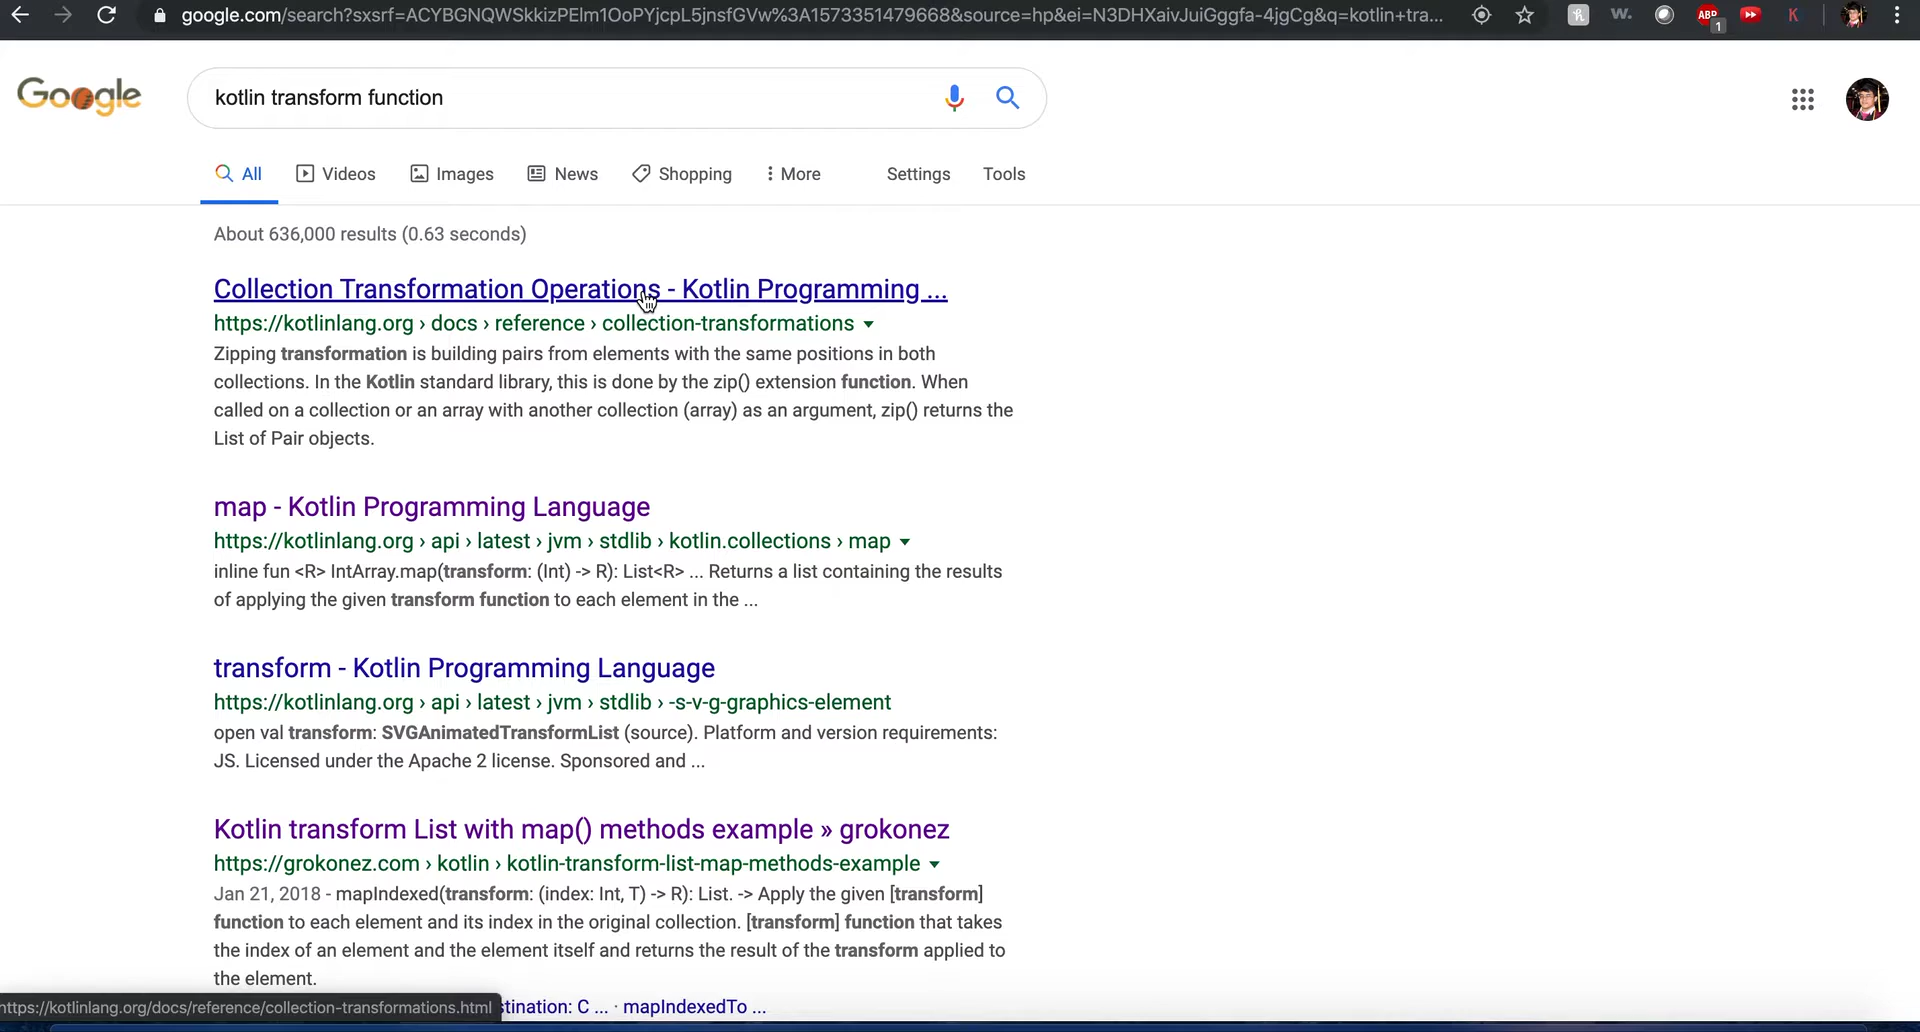 google.com/search?sxsrf=ACYBGNQWSkkizPElm1OoPYjcpL5jnsfGVw%3A1573351479668&source=hp&ei=N3DHXaivJuiGggfa-4jgCg&q=kotlin+tra...
w.
ABP
1
K
Google
kotlin transform function
All Videos Images News Shopping More Settings Tools
About 636,000 results (0.63 seconds)
Collection Transformation Operations - Kotlin Programming ...
https://kotlinlang.org › docs › reference › collection-transformations
Zipping transformation is building pairs from elements with the same positions in both
collections. In the Kotlin standard library, this is done by the zip() extension function. When
called on a collection or an array with another collection (array) as an argument, zip() returns the
List of Pair objects.
map - Kotlin Programming Language
https://kotlinlang.org › api › latest › jvm › stdlib › kotlin.collections › map
inline fun <R> IntArray.map(transform: (Int) -> R): List<R> ... Returns a list containing the results
of applying the given transform function to each element in the ...
transform - Kotlin Programming Language
https://kotlinlang.org › api › latest › jvm › stdlib › -s-v-g-graphics-element
open val transform: SVGAnimatedTransformList (source). Platform and version requirements:
JS. Licensed under the Apache 2 license. Sponsored and ...
Kotlin transform List with map() methods example » grokonez
https://grokonez.com › kotlin › kotlin-transform-list-map-methods-example
Jan 21, 2018 - mapIndexed(transform: (index: Int, T) -> R): List. -> Apply the given [transform]
function to each element and its index in the original collection. [transform] function that takes
the index of an element and the element itself and returns the result of the transform applied to
the element.
https://kotlinlang.org/docs/reference/collection-transformations.html stination: C ... · mapIndexedTo ...